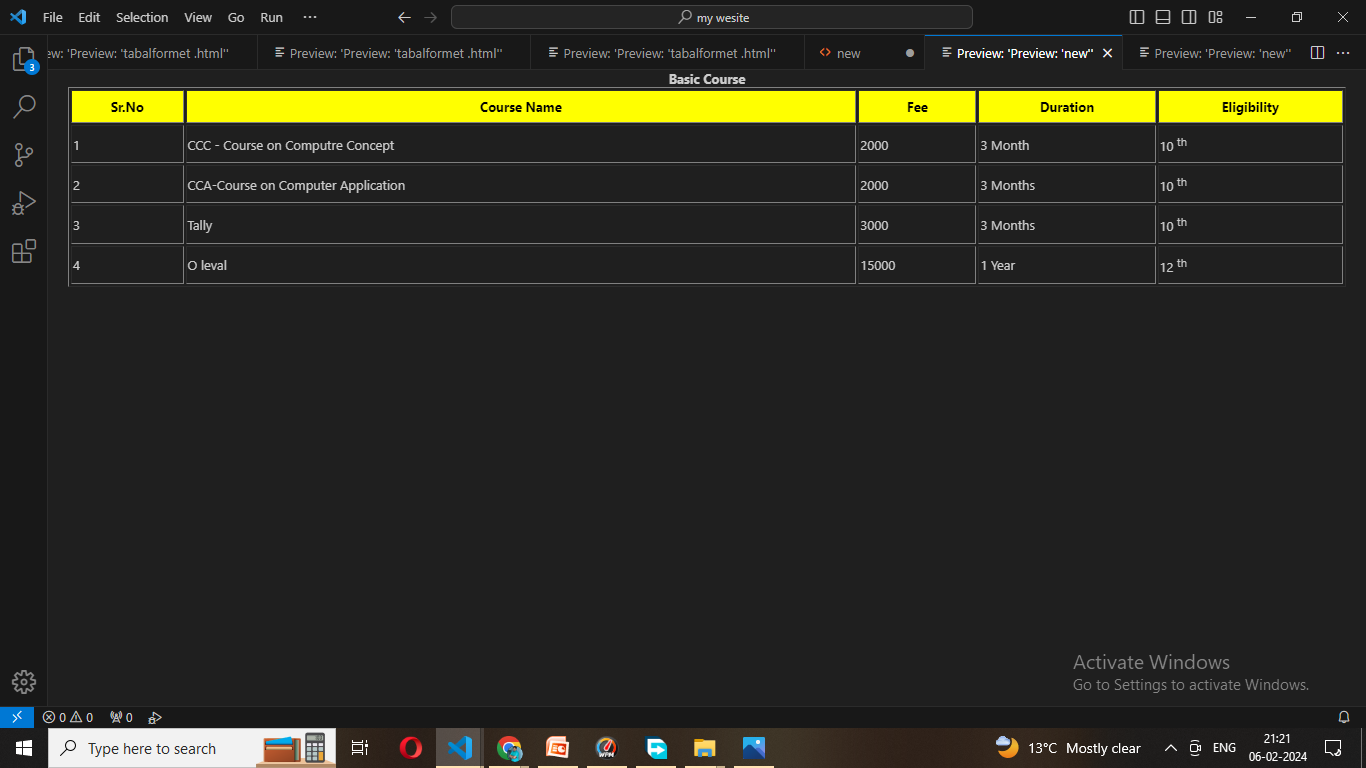 File Edit Selection View Go Run ··· my wesite
ew: 'Preview: 'tabalformet .html'' Preview: 'Preview: 'tabalformet .html'' Preview: 'Preview: 'tabalformet .html'' new Preview: 'Preview: 'new'' Preview: 'Preview: 'new''
3
Basic Course
Sr.No Course Name Fee Duration Eligibility
1 CCC - Course on Computre Concept 2000 3 Month 10 th
2 CCA-Course on Computer Application 2000 3 Months 10 th
3 Tally 3000 3 Months 10 th
4 O leval 15000 1 Year 12 th
Activate Windows
Go to Settings to activate Windows.
0 0 0
Type here to search 13°C Mostly clear ENG 21:21
06-02-2024